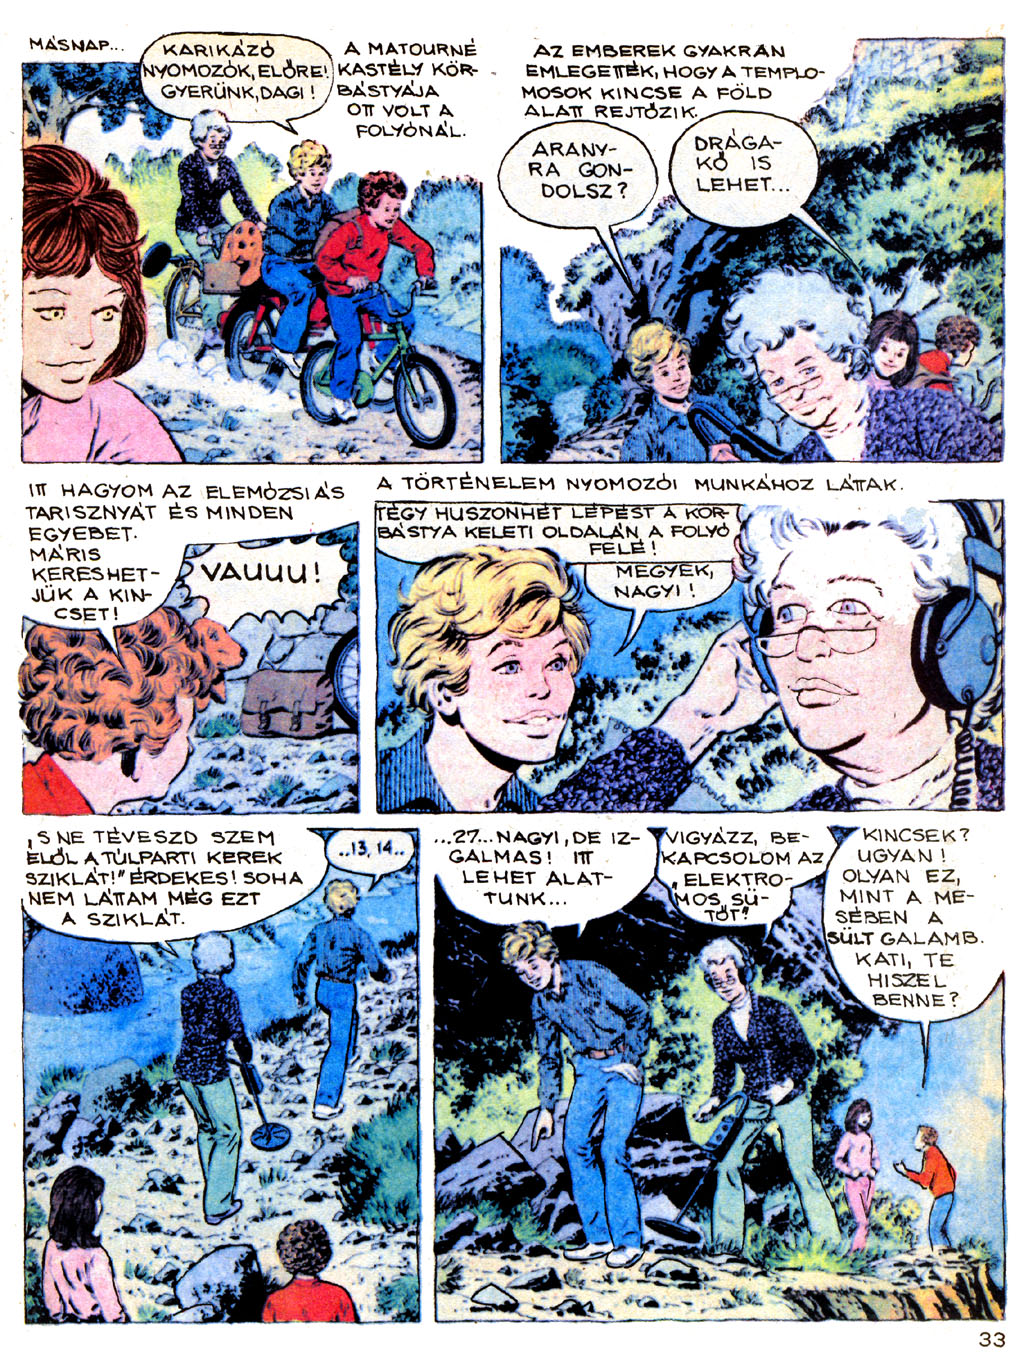 MÁSNAP...
KARIKÁZÓ
NYOMOZÓK, ELŐRE!
GYERÜNK, DAGI!
A MATOURNÉ
KASTÉLY KÖR-
BÁSTYÁJA
OTT VOLT A
FOLYÓNÁL.
AZ EMBEREK GYAKRAN
EMLEGETTÉK, HOGY A TEMPLO-
MOSOK KINCSE A FÖLD
ALATT REJTŐZIK.
ARANY-
RA GON-
DOLSZ?
DRÁGA-
KŐ IS
LEHET...
ITT HAGYOM AZ ELEMÓZSIÁS
TARISZNYÁT ÉS MINDEN
EGYEBET.
MÁRIS
KERESHET-
JÜK A KIN-
CSET!
VAUUU!
A TÖRTÉNELEM NYOMOZÓI MUNKÁHOZ LÁTTAK.
TÉGY HUSZONHÉT LÉPÉST A KÖR-
BÁSTYA KELETI OLDALÁN A FOLYÓ
FELÉ!
MEGYEK,
NAGYI!
„S NE TÉVESZD SZEM
ELŐL A TÚLPARTI KEREK
SZIKLÁT!" ÉRDEKES! SOHA
NEM LÁTTAM MÉG EZT
A SZIKLÁT.
..13, 14..
...27... NAGYI, DE IZ-
GALMAS! ITT
LEHET ALAT-
TUNK...
VIGYÁZZ, BE-
KAPCSOLOM AZ
„ELEKTRO-
MOS SÜ-
TŐT"
KINCSEK?
UGYAN!
OLYAN EZ,
MINT A ME-
SÉBEN A
SÜLT GALAMB.
KATI, TE
HISZEL
BENNE?
33